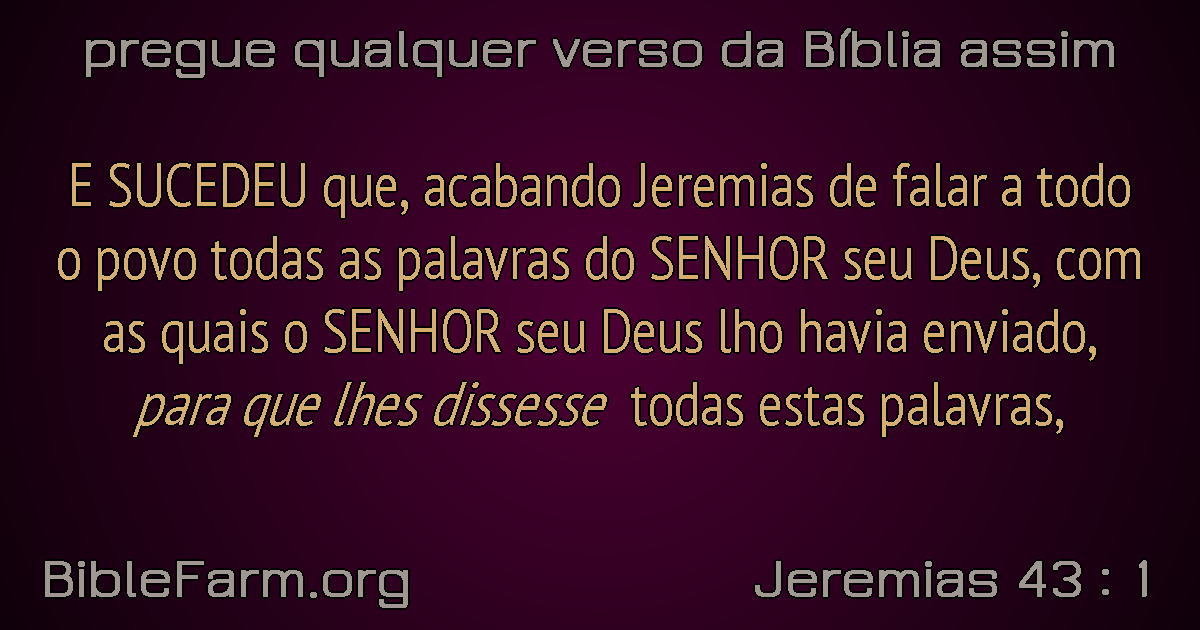 pregue qualquer verso da Bíblia assim
E SUCEDEU que, acabando Jeremias de falar a todo
o povo todas as palavras do SENHOR seu Deus, com
as quais o SENHOR seu Deus lho havia enviado,
para que lhes dissesse todas estas palavras,
BibleFarm.org
Jeremias 43 : 1